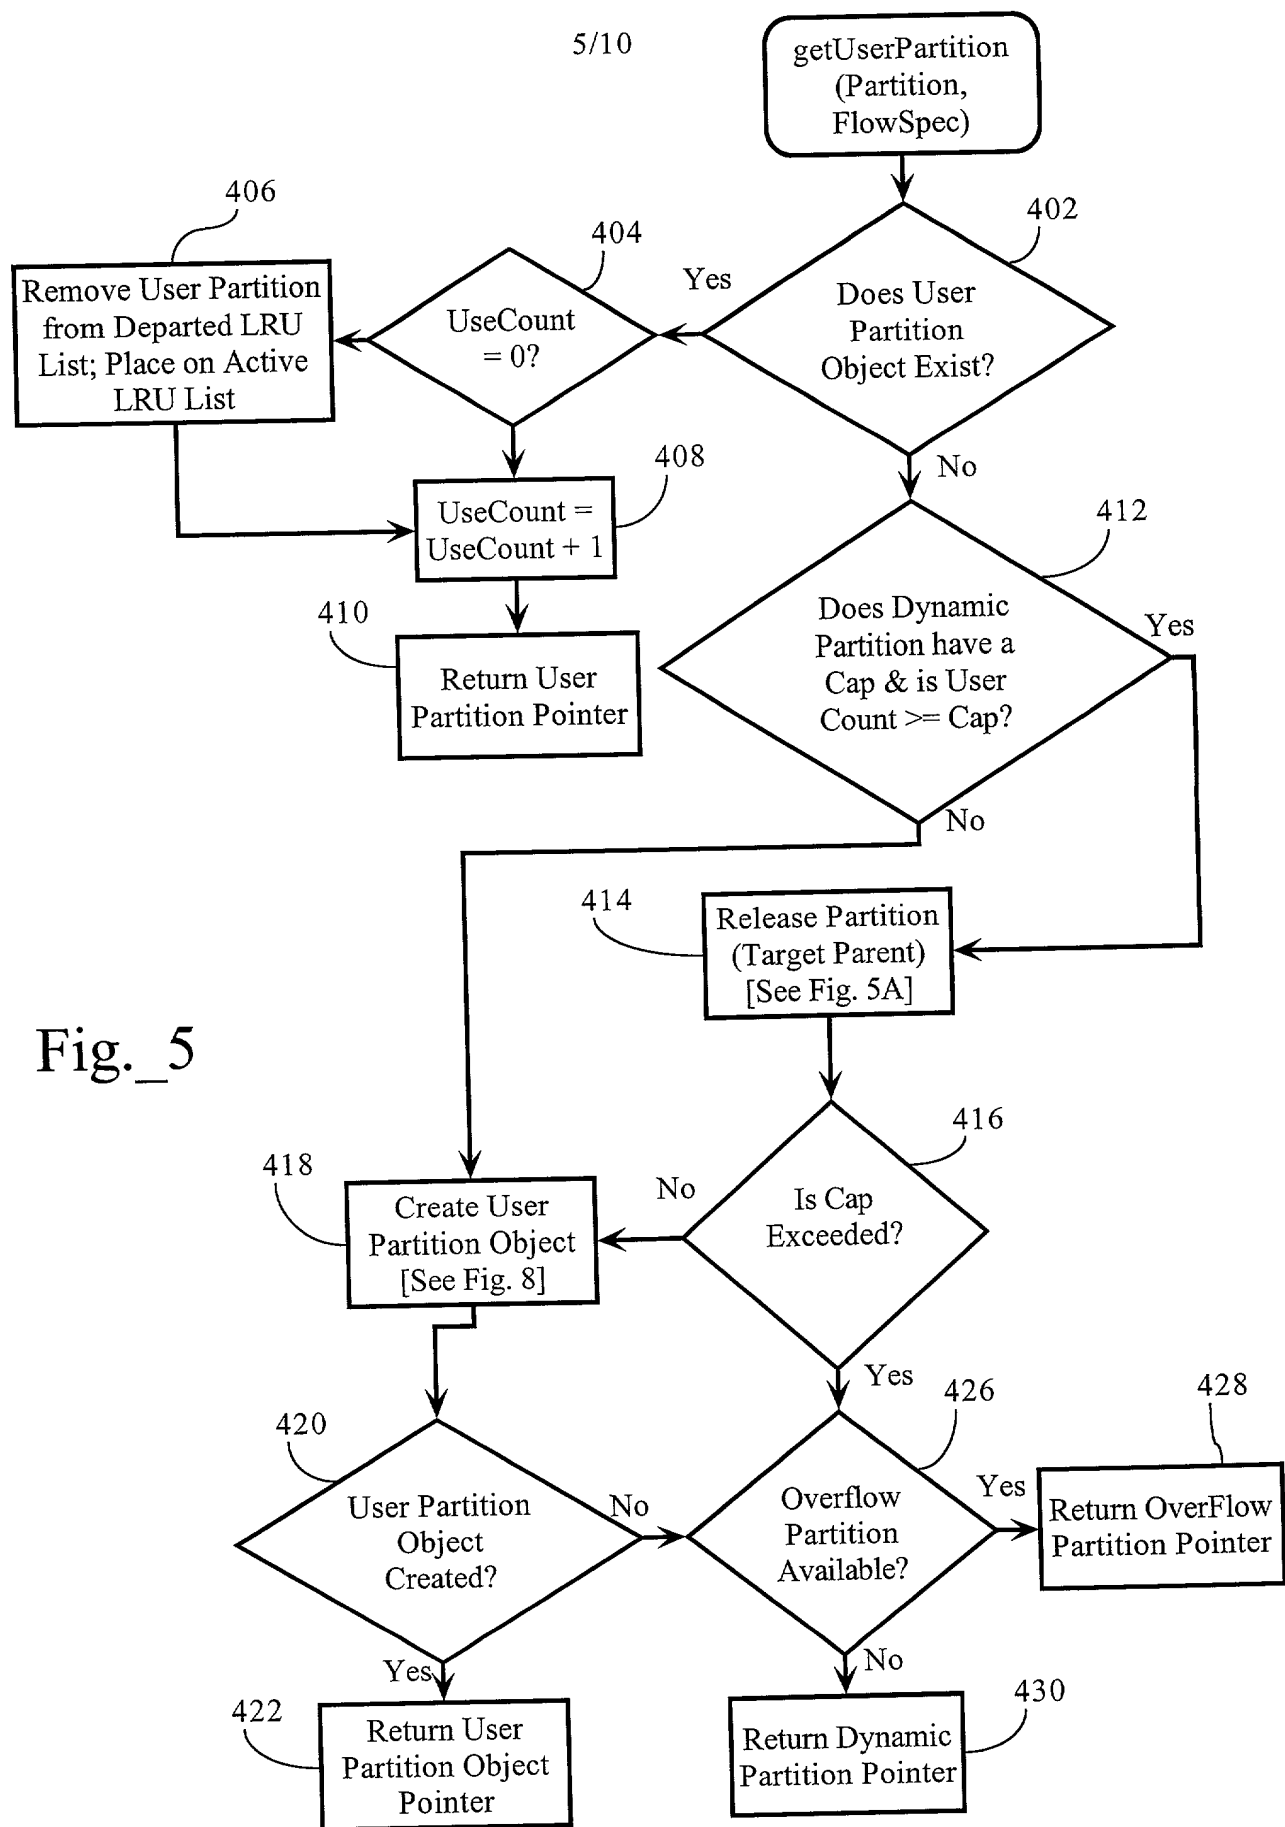 5/10
getUserPartition
(Partition,
FlowSpec)
406
404
402
Remove User Partition
from Departed LRU
List; Place on Active
LRU List
UseCount
= 0?
Yes
Does User
Partition
Object Exist?
No
408
UseCount =
UseCount + 1
410
Return User
Partition Pointer
412
Does Dynamic
Partition have a
Cap & is User
Count >= Cap?
Yes
No
414
Release Partition
(Target Parent)
[See Fig. 5A]
Fig._5
416
Is Cap
Exceeded?
No
418
Create User
Partition Object
[See Fig. 8]
Yes
420
User Partition
Object
Created?
No
426
Overflow
Partition
Available?
Yes
428
Return OverFlow
Partition Pointer
Yes
422
Return User
Partition Object
Pointer
No
430
Return Dynamic
Partition Pointer